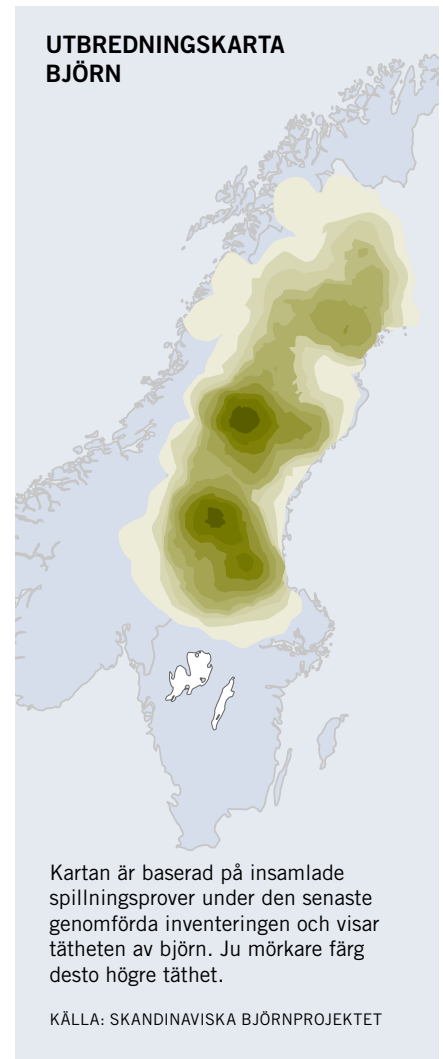 UTBREDNINGSKARTA
BJÖRN
Kartan är baserad på insamlade
spillningsprover under den senaste
genomförda inventeringen och visar
tätheten av björn. Ju mörkare färg
desto högre täthet.
KÄLLA: SKANDINAVISKA BJÖRNPROJEKTET